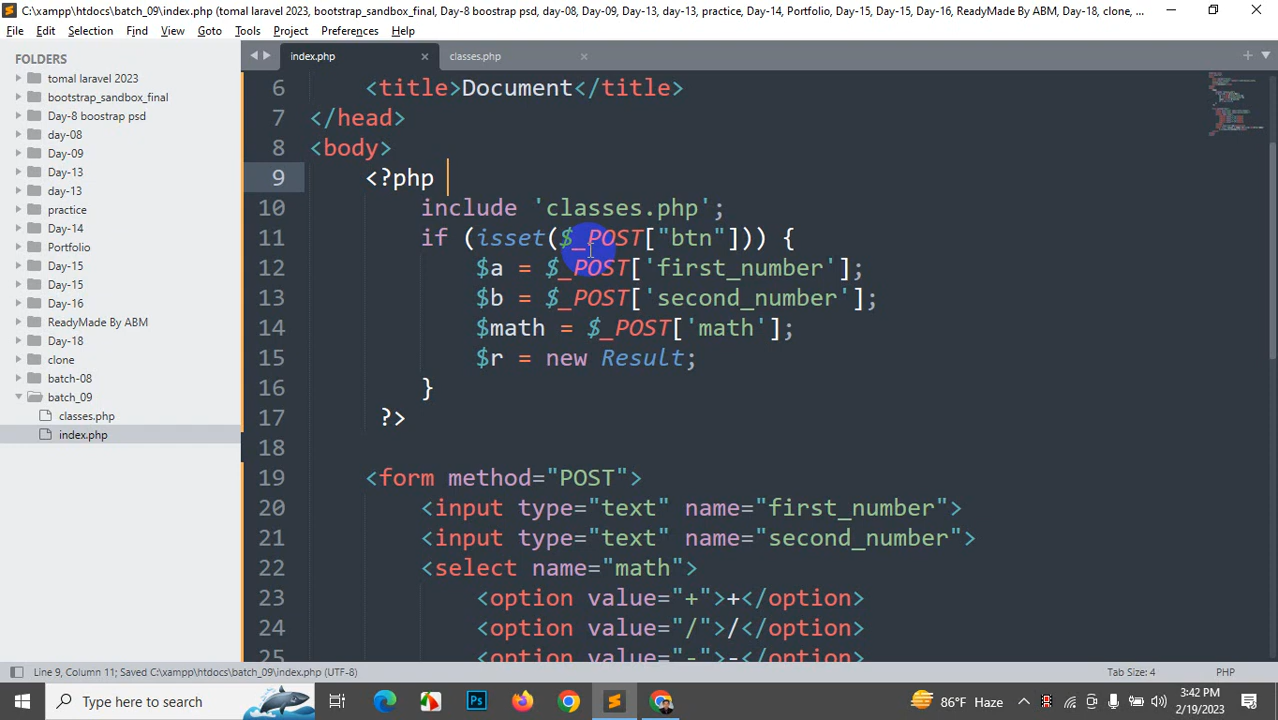 C:\xampp\htdocs\batch_09\index.php (tomal laravel 2023, bootstrap_sandbox_final, Day-8 boostrap psd, day-08, Day-09, Day-13, day-13, practice, Day-14, Portfolio, Day-15, Day-15, Day-16, ReadyMade By ABM, Day-18, clone, ...
File Edit Selection Find View Goto Tools Project Preferences Help
FOLDERS
tomal laravel 2023
bootstrap_sandbox_final
Day-8 boostrap psd
day-08
Day-09
Day-13
day-13
practice
Day-14
Portfolio
Day-15
Day-15
Day-16
ReadyMade By ABM
Day-18
clone
batch-08
batch_09
classes.php
index.php
index.php classes.php
6 <title>Document</title>
7 </head>
8 <body>
9 <?php
10 include 'classes.php';
11 if (isset($_POST["btn"])) {
12 $a = $_POST['first_number'];
13 $b = $_POST['second_number'];
14 $math = $_POST['math'];
15 $r = new Result;
16 }
17 ?>
18
19 <form method="POST">
20 <input type="text" name="first_number">
21 <input type="text" name="second_number">
22 <select name="math">
23 <option value="+">+</option>
24 <option value="/">/</option>
25 <option value="-">-</option>
Line 9, Column 11; Saved C:\xampp\htdocs\batch_09\index.php (UTF-8) Tab Size: 4 PHP
Type here to search
Ps
86°F Haze
3:42 PM
2/19/2023